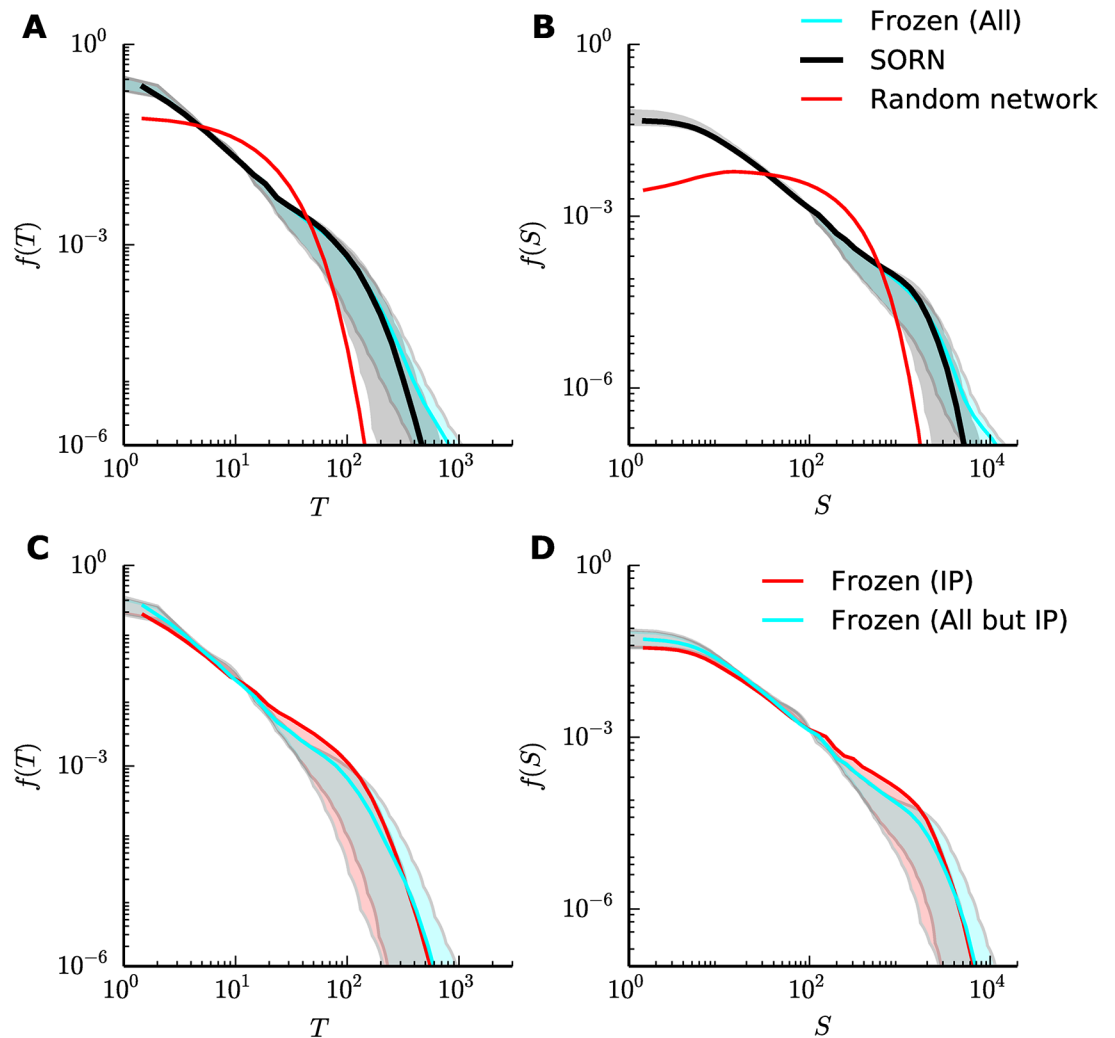 A
10^0
10^-3
10^-6
f(T)
10^0 10^1 10^2 10^3
T
B
Frozen (All)
SORN
Random network
10^0
10^-3
10^-6
f(S)
10^0 10^2 10^4
S
C
10^0
10^-3
10^-6
f(T)
10^0 10^1 10^2 10^3
T
D
Frozen (IP)
Frozen (All but IP)
10^0
10^-3
10^-6
f(S)
10^0 10^2 10^4
S